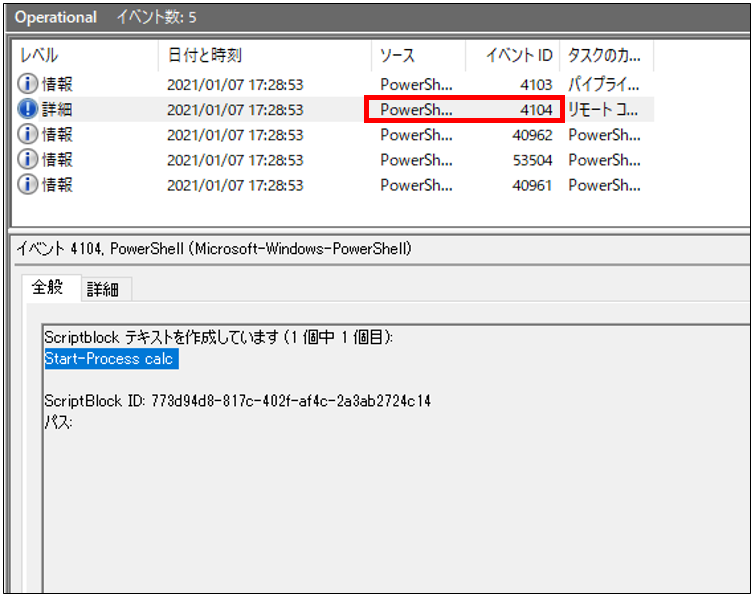 Operational イベント数: 5
レベル 日付と時刻 ソース イベント ID タスクのカ...
情報 2021/01/07 17:28:53 PowerSh... 4103 パイプライ...
詳細 2021/01/07 17:28:53 PowerSh... 4104 リモート コ...
情報 2021/01/07 17:28:53 PowerSh... 40962 PowerSh...
情報 2021/01/07 17:28:53 PowerSh... 53504 PowerSh...
情報 2021/01/07 17:28:53 PowerSh... 40961 PowerSh...
イベント 4104, PowerShell (Microsoft-Windows-PowerShell)
全般 詳細
Scriptblock テキストを作成しています (1 個中 1 個目):
Start-Process calc
ScriptBlock ID: 773d94d8-817c-402f-af4c-2a3ab2724c14
パス: